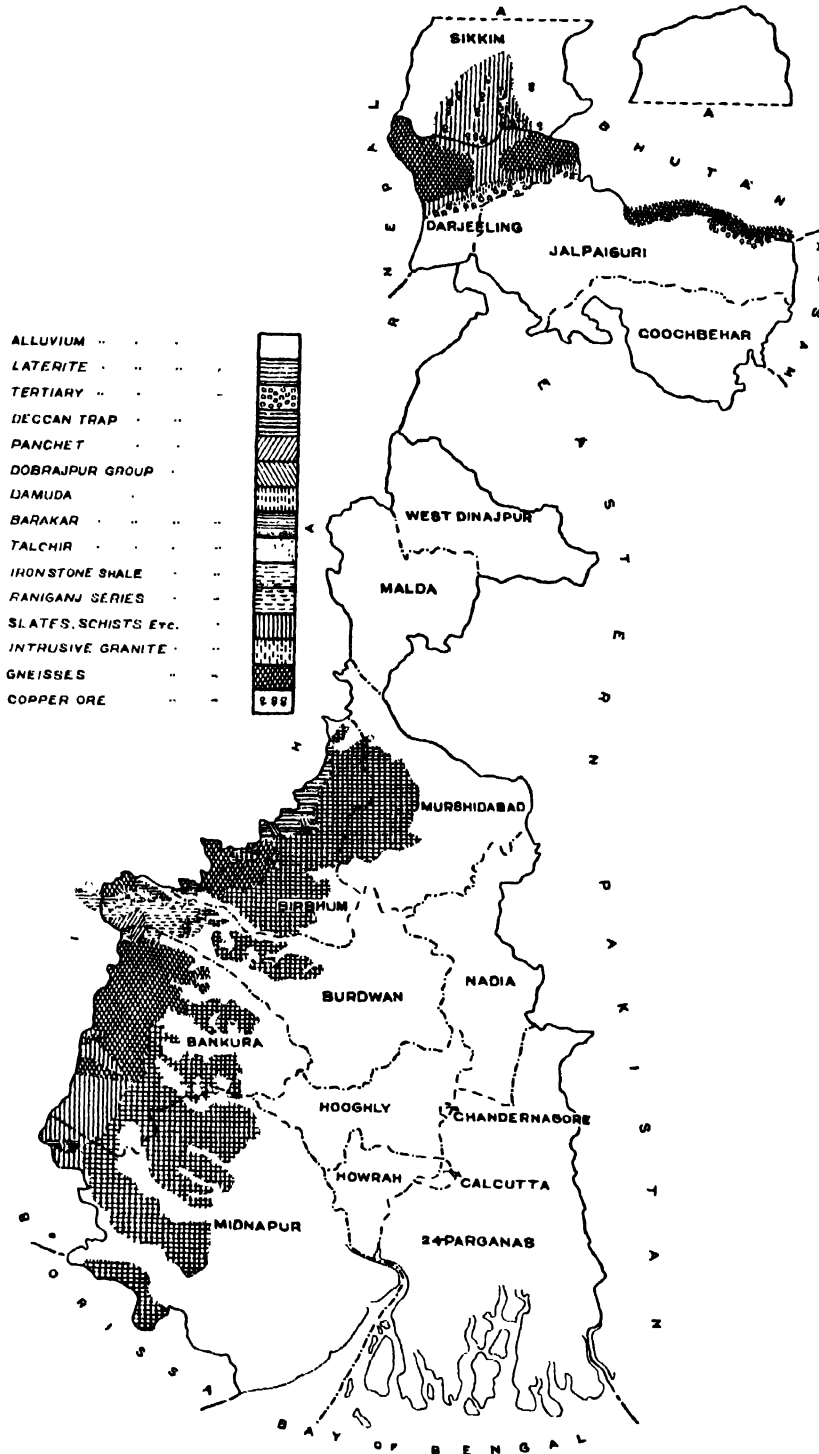 A
SIKKIM
A
NEPAL
BHUTAN
DARJEELING
JALPAIGURI
ASSAM
COOCHBEHAR
ALLUVIUM
LATERITE
TERTIARY
DECCAN TRAP
PANCHET
DOBRAJPUR GROUP
DAMUDA
BARAKAR
TALCHIR
IRONSTONE SHALE
RANIGANJ SERIES
SLATES, SCHISTS ETC.
INTRUSIVE GRANITE
GNEISSES
COPPER ORE
BIHAR
EASTERN PAKISTAN
WEST DINAJPUR
MALDA
MURSHIDABAD
BIRBHUM
NADIA
BURDWAN
BANKURA
HOOGHLY
CHANDERNAGORE
HOWRAH
CALCUTTA
MIDNAPUR
24 PARGANAS
ORISSA
BAY OF BENGAL